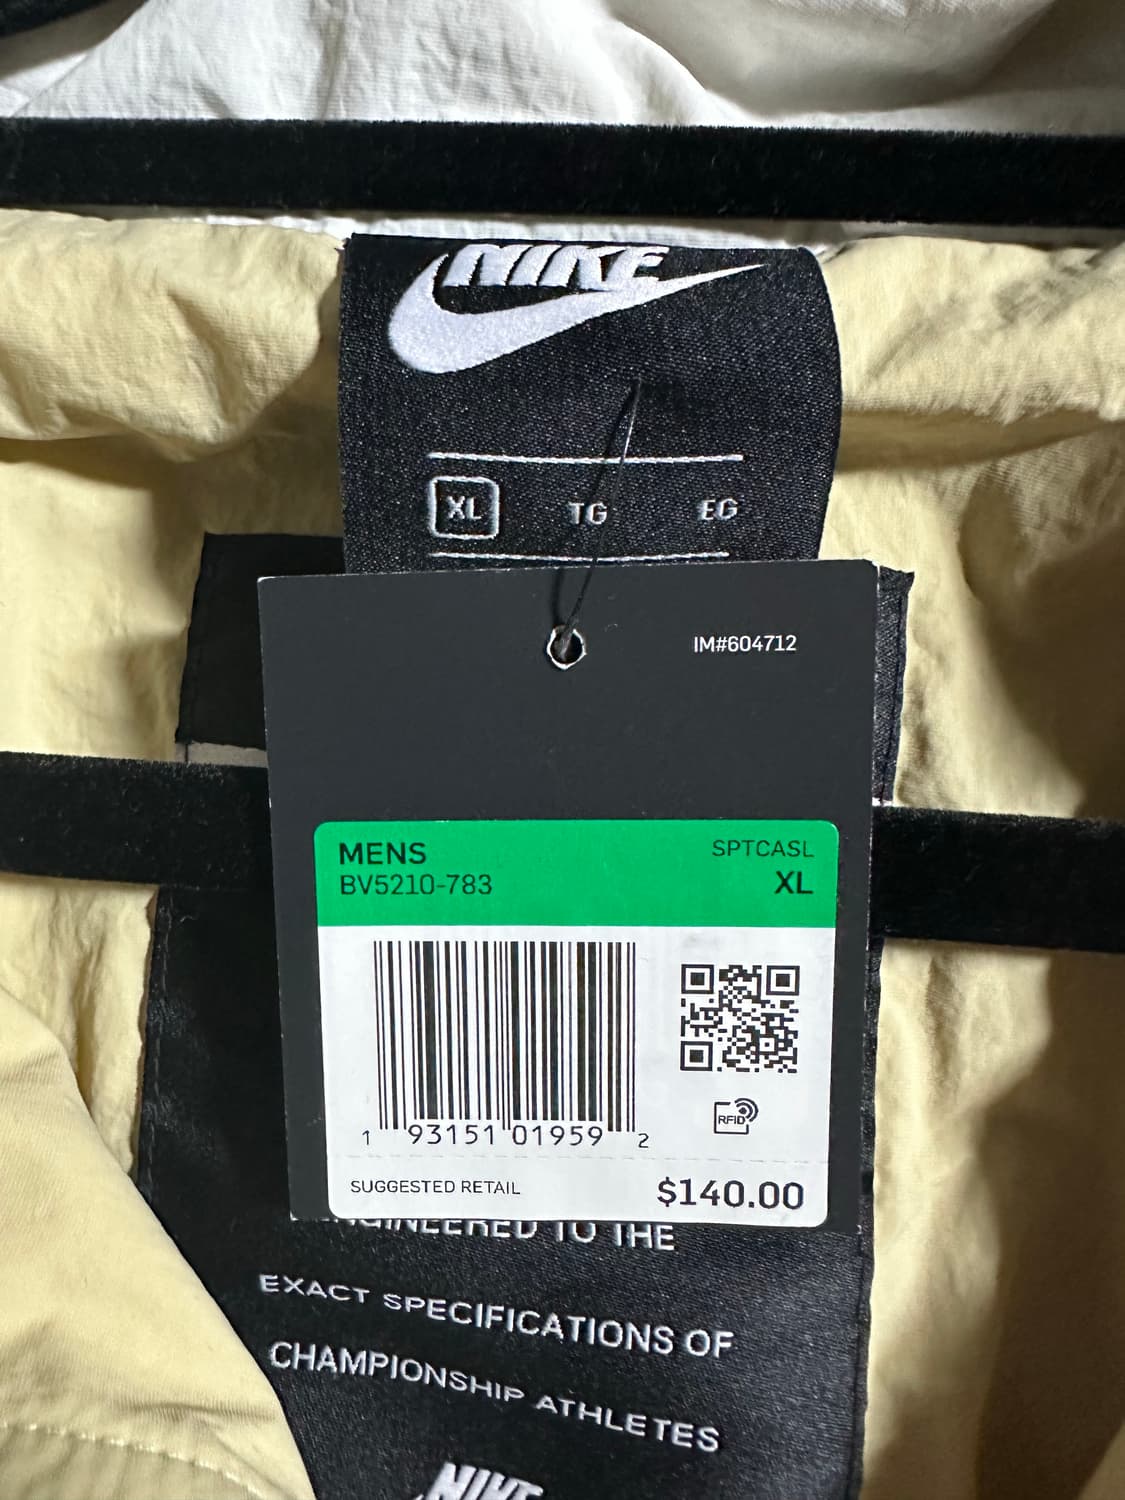 NIKE
XL TG EG
IM#604712
MENS SPTCASL
BV5210-783 XL
1 93151 01959 2
RFID
SUGGESTED RETAIL $140.00
ENGINEERED TO THE
EXACT SPECIFICATIONS OF
CHAMPIONSHIP ATHLETES
NIKE